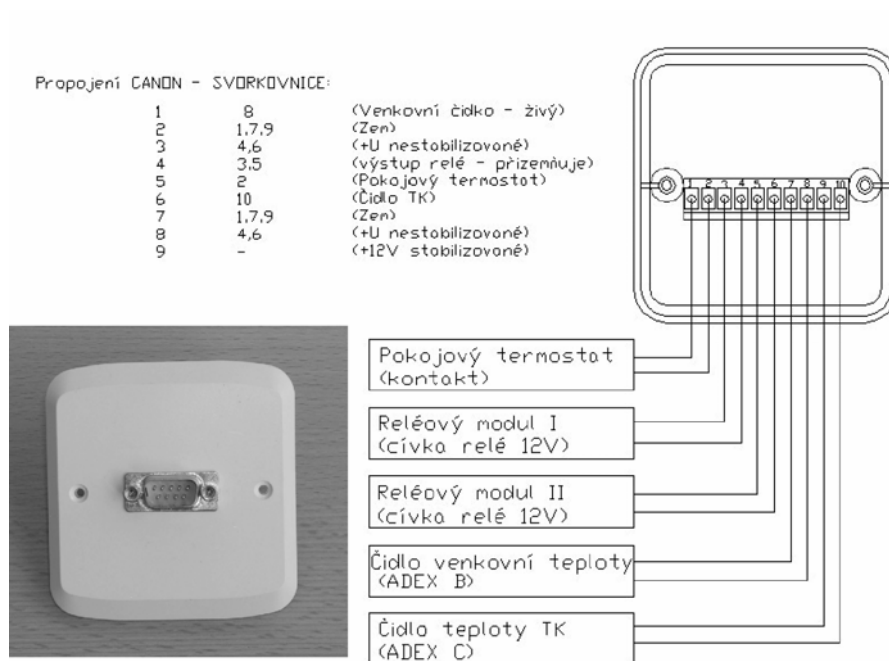 Propojení CANON - SVORKOVNICE:
1 8 (Venkovní čidko - živý)
2 1,7,9 (Zem)
3 4,6 (+U nestabilizované)
4 3,5 (výstup relé - přizemňuje)
5 2 (Pokojový termostat)
6 10 (Čidlo TK)
7 1,7,9 (Zem)
8 4,6 (+U nestabilizované)
9 - (+12V stabilizované)
1 2 3 4 5 6 7 8 9 10
Pokojový termostat
(kontakt)
Reléový modul I
(cívka relé 12V)
Reléový modul II
(cívka relé 12V)
Čidlo venkovní teploty
(ADEX B)
Čidlo teploty TK
(ADEX C)